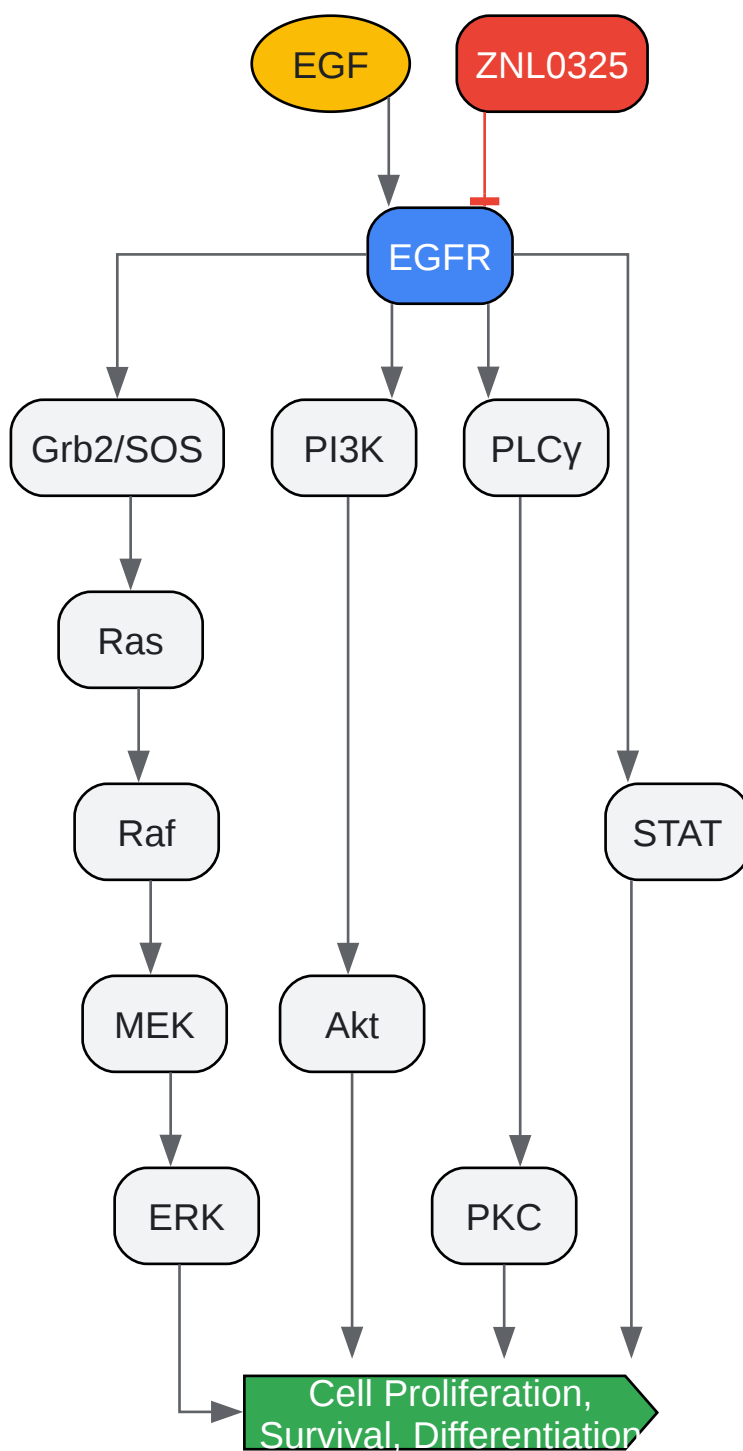 EGF
ZNL0325
EGFR
Grb2/SOS
PI3K
PLCγ
Ras
Raf
STAT
MEK
Akt
ERK
PKC
Cell Proliferation,
Survival, Differentiation